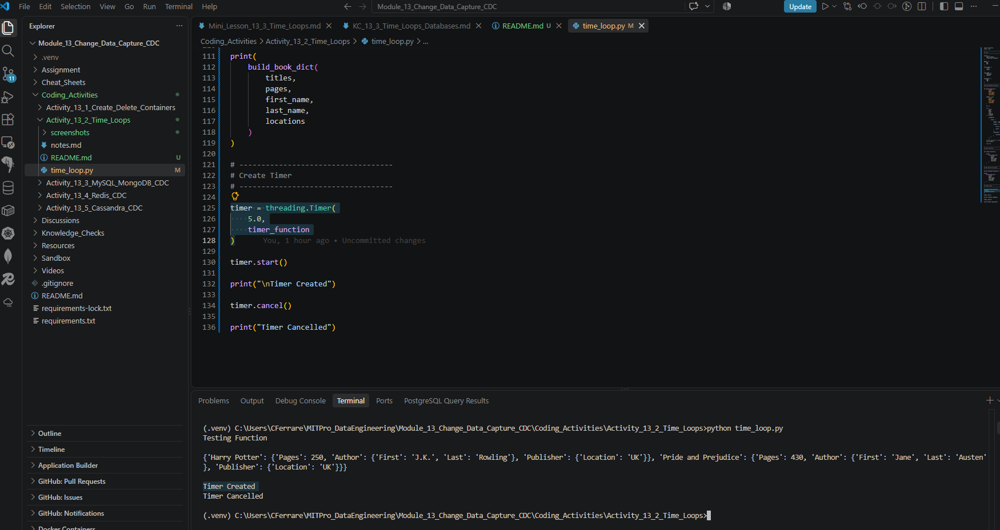 File Edit Selection View Go Run Terminal Help
Module_13_Change_Data_Capture_CDC
Update
Explorer
Module_13_Change_Data_Capture_CDC
.venv
Assignment
Cheat_Sheets
Coding_Activities
Activity_13_1_Create_Delete_Containers
Activity_13_2_Time_Loops
screenshots
notes.md
README.md U
time_loop.py M
Activity_13_3_MySQL_MongoDB_CDC
Activity_13_4_Redis_CDC
Activity_13_5_Cassandra_CDC
Discussions
Knowledge_Checks
Resources
Sandbox
Videos
.gitignore
README.md
requirements-lock.txt
requirements.txt
11
Outline
Timeline
Application Builder
GitHub: Pull Requests
GitHub: Issues
GitHub: Notifications
Docker Containers
Mini_Lesson_13_3_Time_Loops.md KC_13_3_Time_Loops_Databases.md README.md U time_loop.py M
Coding_Activities > Activity_13_2_Time_Loops > time_loop.py > ...
111 print(
112 build_book_dict(
113 titles,
114 pages,
115 first_name,
116 last_name,
117 locations
118 )
119 )
120
121 # -----------------------------------
122 # Create Timer
123 # -----------------------------------
124
125 timer = threading.Timer(
126 5.0,
127 timer_function
128 ) You, 1 hour ago • Uncommitted changes
129
130 timer.start()
131
132 print("\nTimer Created")
133
134 timer.cancel()
135
136 print("Timer Cancelled")
Problems Output Debug Console Terminal Ports PostgreSQL Query Results
(.venv) C:\Users\CFerrare\MITPro_DataEngineering\Module_13_Change_Data_Capture_CDC\Coding_Activities\Activity_13_2_Time_Loops>python time_loop.py
Testing Function
{'Harry Potter': {'Pages': 250, 'Author': {'First': 'J.K.', 'Last': 'Rowling'}, 'Publisher': {'Location': 'UK'}}, 'Pride and Prejudice': {'Pages': 430, 'Author': {'First': 'Jane', 'Last': 'Austen'
}, 'Publisher': {'Location': 'UK'}}}
Timer Created
Timer Cancelled
(.venv) C:\Users\CFerrare\MITPro_DataEngineering\Module_13_Change_Data_Capture_CDC\Coding_Activities\Activity_13_2_Time_Loops>